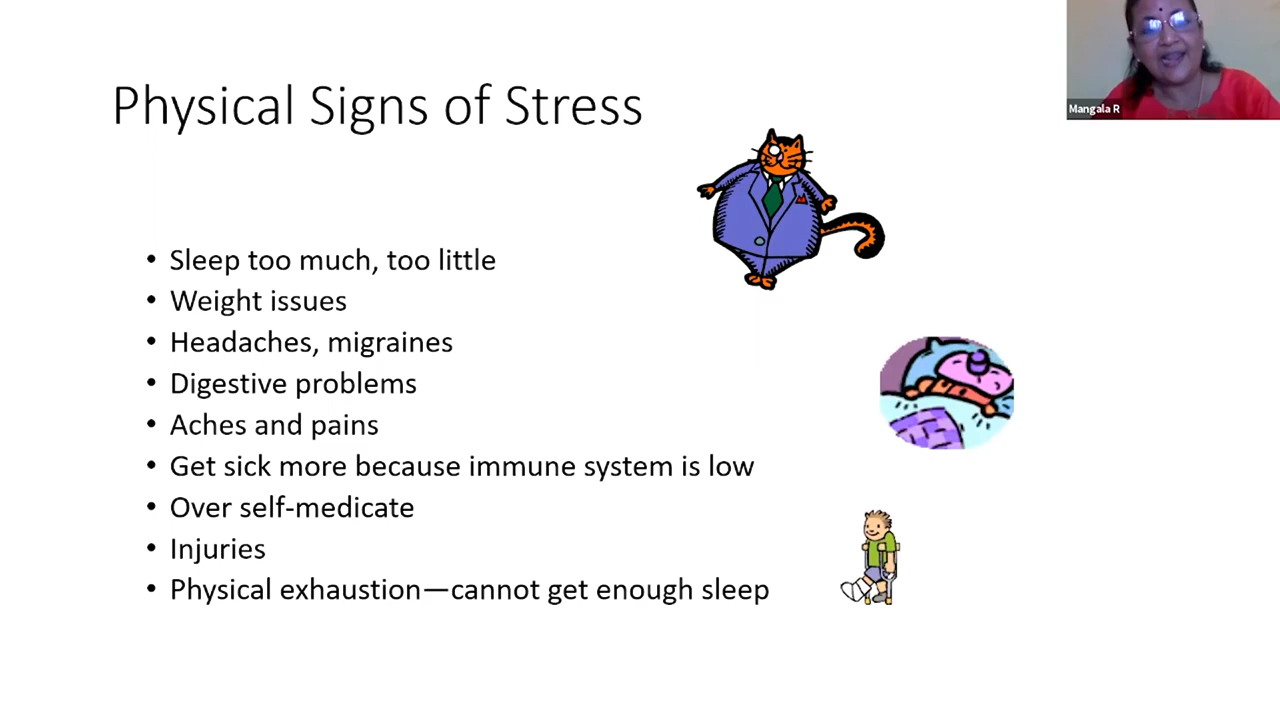 Physical Signs of Stress
Mangala R
• Sleep too much, too little
• Weight issues
• Headaches, migraines
• Digestive problems
• Aches and pains
• Get sick more because immune system is low
• Over self-medicate
• Injuries
• Physical exhaustion—cannot get enough sleep